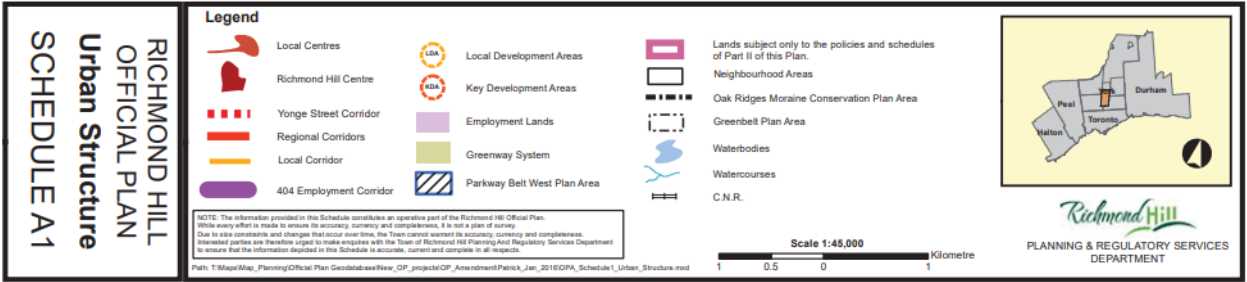 RICHMOND HILL
OFFICIAL PLAN
Urban Structure
SCHEDULE A1
Legend
Local Centres
Richmond Hill Centre
Yonge Street Corridor
Regional Corridors
Local Corridor
404 Employment Corridor
LDA
Local Development Areas
KDA
Key Development Areas
Employment Lands
Greenway System
Parkway Belt West Plan Area
Lands subject only to the policies and schedules
of Part II of this Plan.
Neighbourhood Areas
Oak Ridges Moraine Conservation Plan Area
Greenbelt Plan Area
Waterbodies
Watercourses
C.N.R.
NOTE: The information provided in this Schedule constitutes an operative part of the Richmond Hill Official Plan.
While every effort is made to ensure its accuracy, currency and completeness, it is not a plan of survey.
Due to size constraints and changes that occur over time, the Town cannot warrant its accuracy, currency and completeness.
Interested parties are therefore urged to make enquires with the Town of Richmond Hill Planning And Regulatory Services Department
to ensure that the information depicted in this Schedule is accurate, current and complete in all respects.
Path: T:\Maps\Map_Planning\Official Plan Geodatabase\New_OP_projects\OP_Amendment\Patrick_Jan_2016\OPA_Schedule1_Urban_Structure.mxd
Scale 1:45,000
Kilometre
1 0.5 0 1
York
Durham
Peel
Toronto
Halton
Richmond Hill
PLANNING & REGULATORY SERVICES
DEPARTMENT